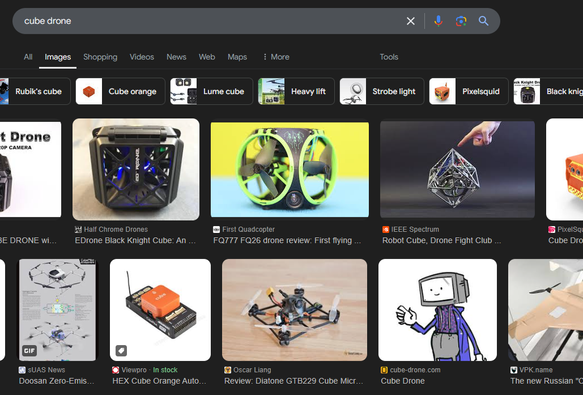 cube drone
All Images Shopping Videos News Web Maps More Tools
Rubik's cube Cube orange Lume cube Heavy lift Strobe light Pixelsquid Black knig
t Drone
OP CAMERA
Half Chrome Drones First Quadcopter IEEE Spectrum PixelSqu
BE DRONE wi... EDrone Black Knight Cube: An ... FQ777 FQ26 drone review: First flying ... Robot Cube, Drone Fight Club ... Cube Dro
GIF
sUAS News Viewpro · In stock Oscar Liang cube-drone.com VPK.name
Doosan Zero-Emis... HEX Cube Orange Auto... Review: Diatone GTB229 Cube Micr... Cube Drone The new Russian "C